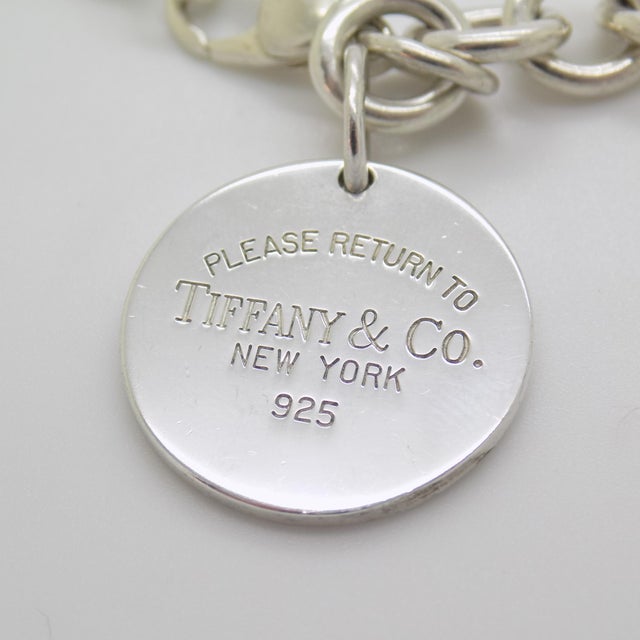 PLEASE RETURN TO
TIFFANY & CO.
NEW YORK
925